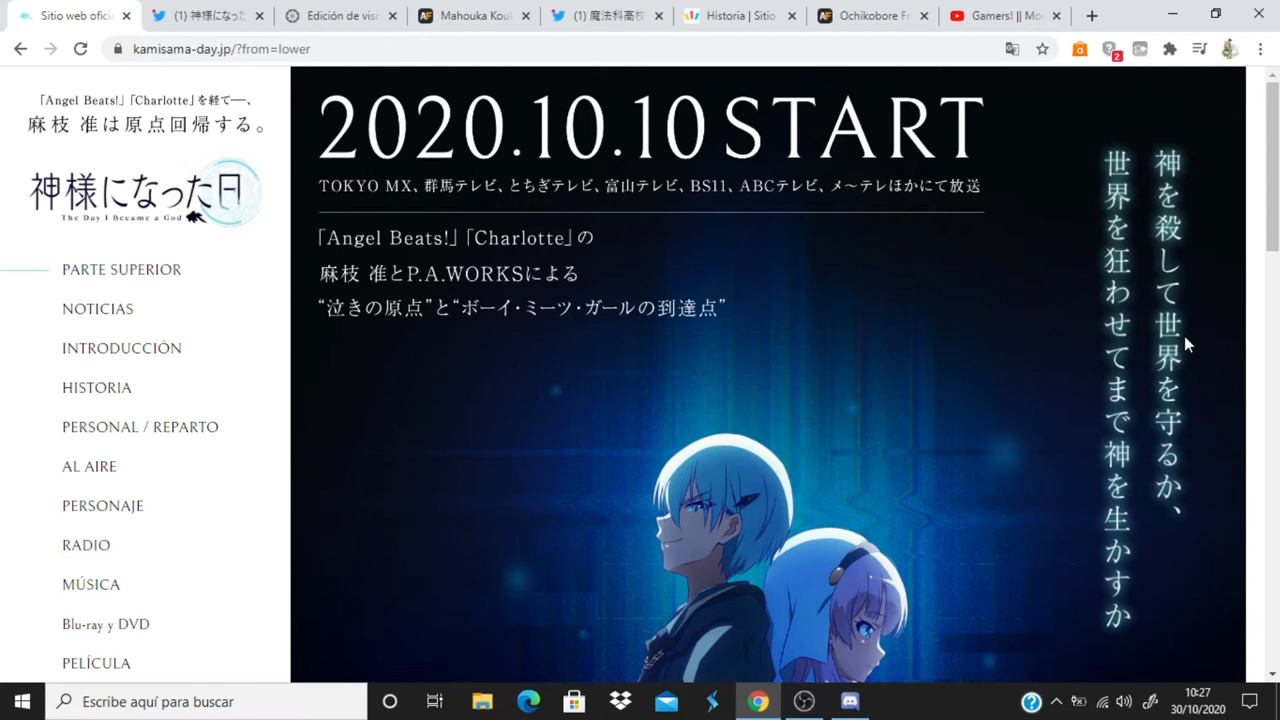 Sitio web oficia
(1) 神様になった
Edición de visi
Mahouka Kouk
(1) 魔法科高校
Historia | Sitio
Ochikobore Fr
Gamers! || Mo
kamisama-day.jp/?from=lower
2
「Angel Beats!」「Charlotte」を経て―、
麻枝 准は原点回帰する。
神様になった日
The Day I Became a God
PARTE SUPERIOR
NOTICIAS
INTRODUCCIÓN
HISTORIA
PERSONAL / REPARTO
AL AIRE
PERSONAJE
RADIO
MÚSICA
Blu-ray y DVD
PELÍCULA
2020.10.10 START
TOKYO MX、群馬テレビ、とちぎテレビ、富山テレビ、BS11、ABCテレビ、メ〜テレほかにて放送
「Angel Beats!」「Charlotte」の
麻枝 准とP.A.WORKSによる
“泣きの原点”と“ボーイ・ミーツ・ガールの到達点”
神を殺して世界を守るか、
世界を狂わせてまで神を生かすか
Escribe aquí para buscar
10:27
30/10/2020